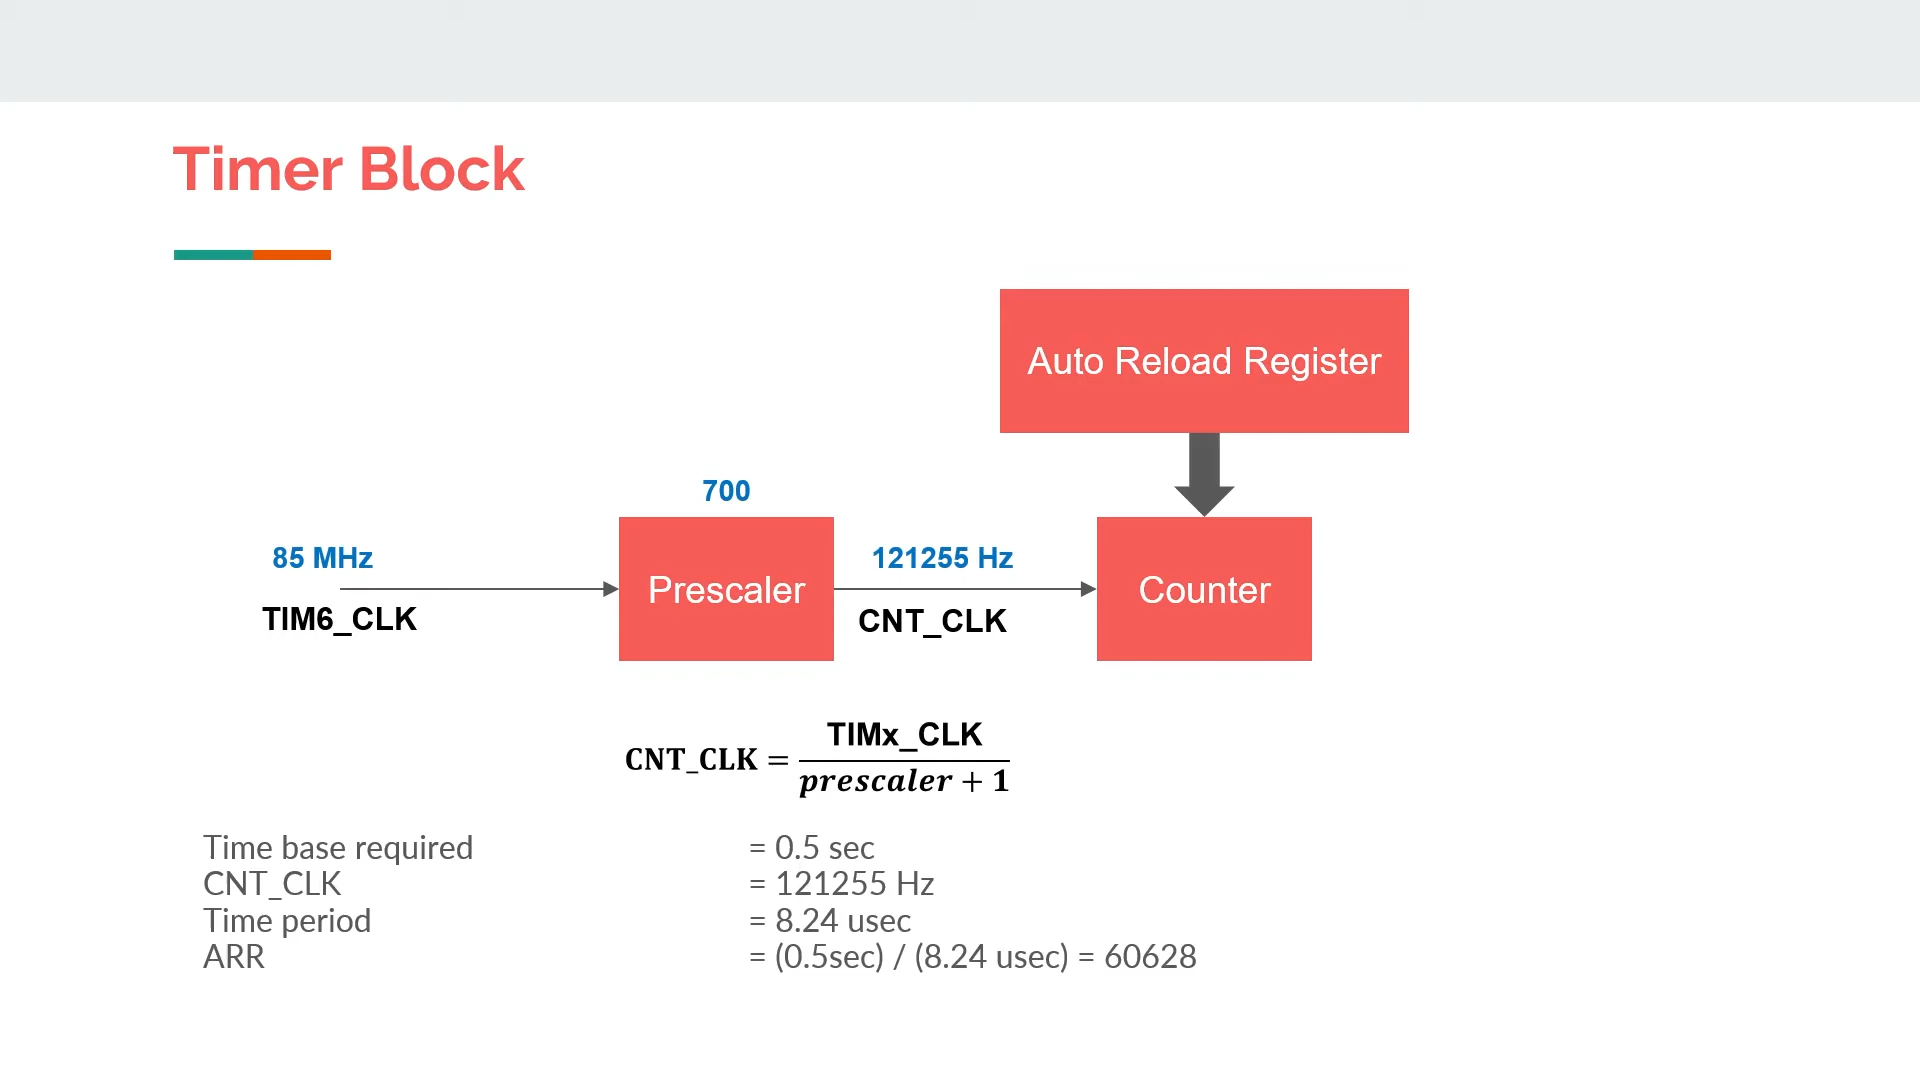 Timer Block
Auto Reload Register
700
85 MHz
121255 Hz
Prescaler
Counter
TIM6_CLK
CNT_CLK
CNT_CLK = TIMx_CLK / prescaler + 1
Time base required = 0.5 sec
CNT_CLK = 121255 Hz
Time period = 8.24 usec
ARR = (0.5sec) / (8.24 usec) = 60628